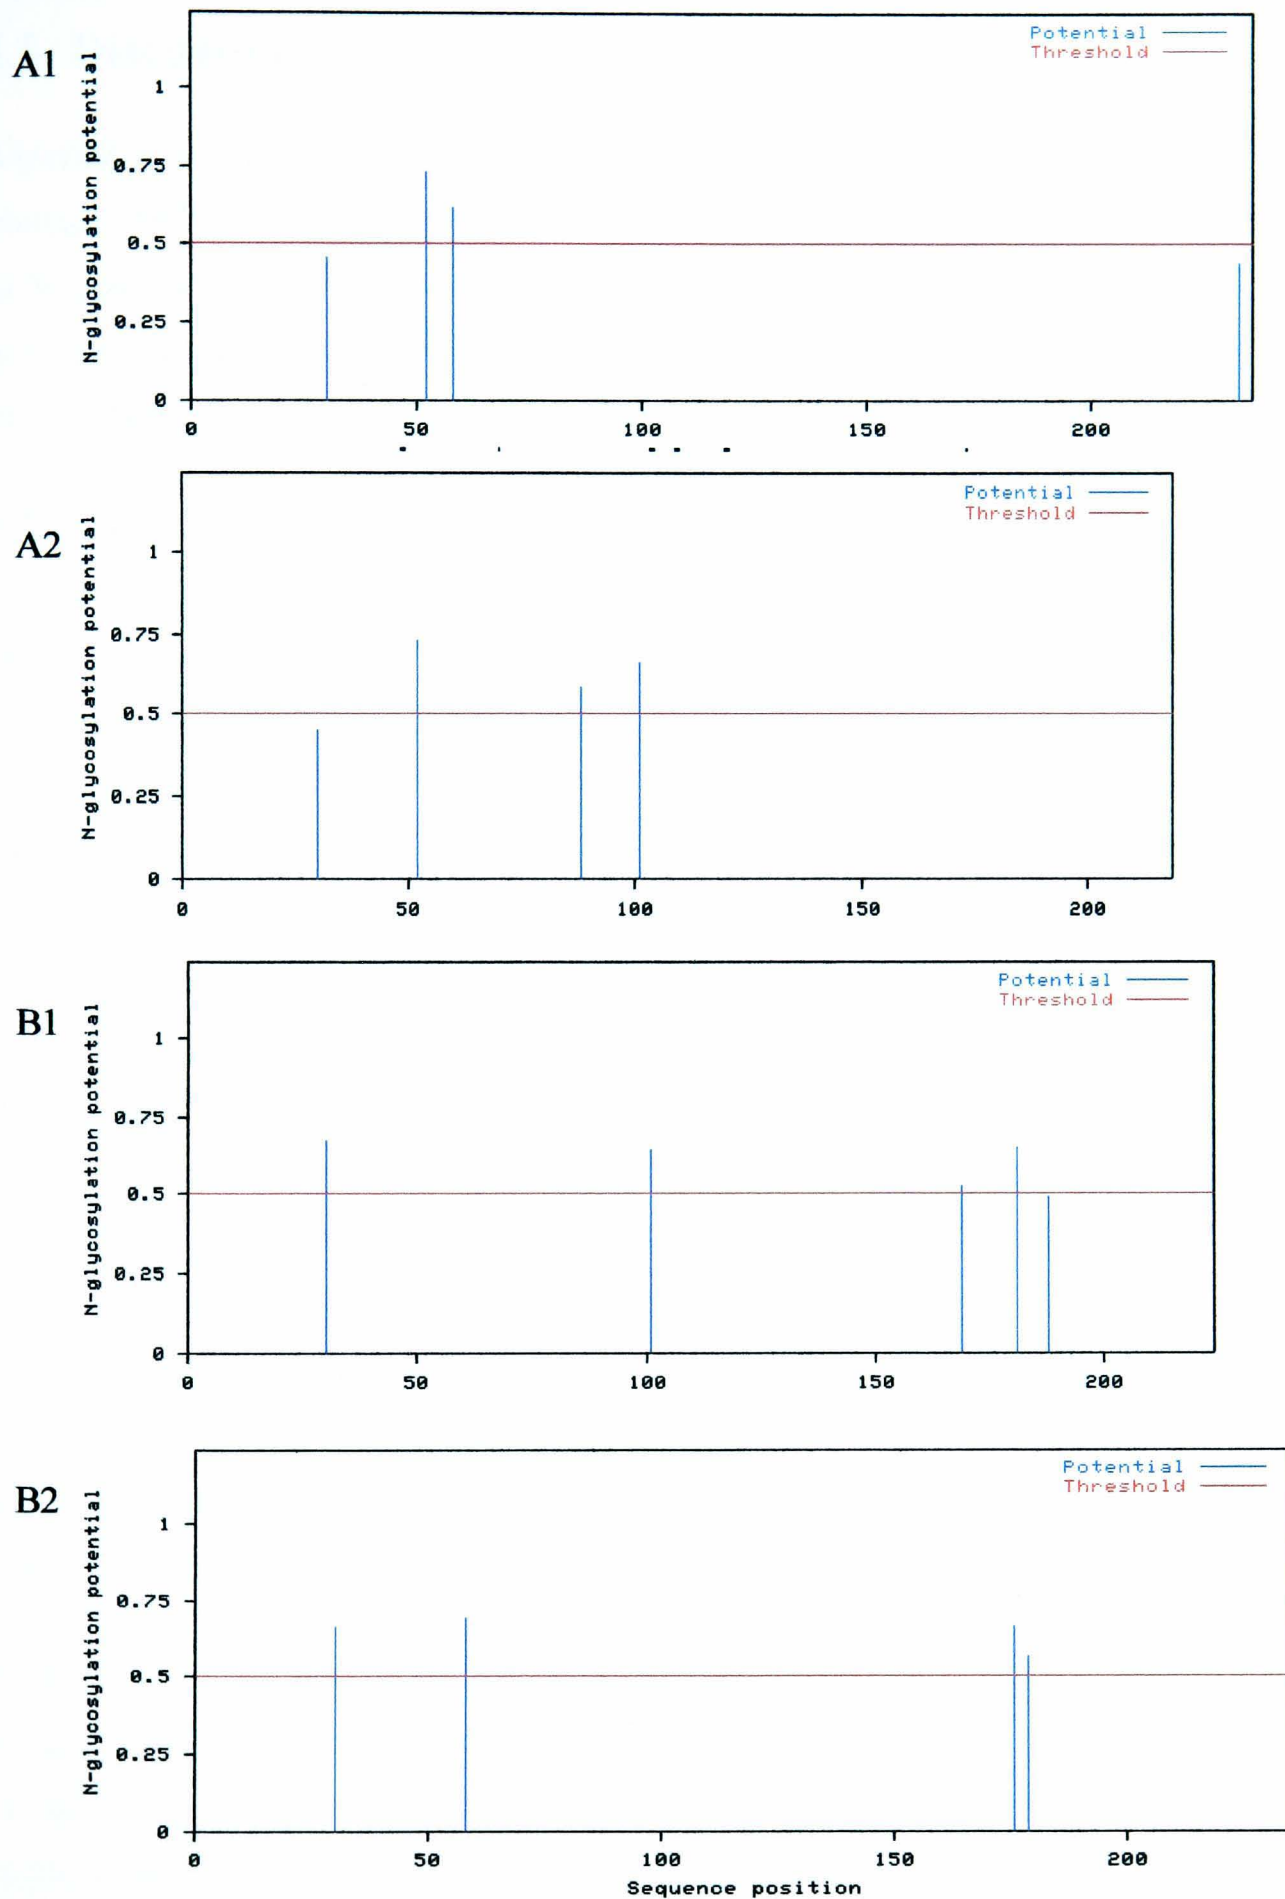 A1
N-glycosylation potential
Potential
Threshold
1
0.75
0.5
0.25
0
0 50 100 150 200
A2
N-glycosylation potential
Potential
Threshold
1
0.75
0.5
0.25
0
0 50 100 150 200
B1
N-glycosylation potential
Potential
Threshold
1
0.75
0.5
0.25
0
0 50 100 150 200
B2
N-glycosylation potential
Potential
Threshold
1
0.75
0.5
0.25
0
0 50 100 150 200
Sequence position